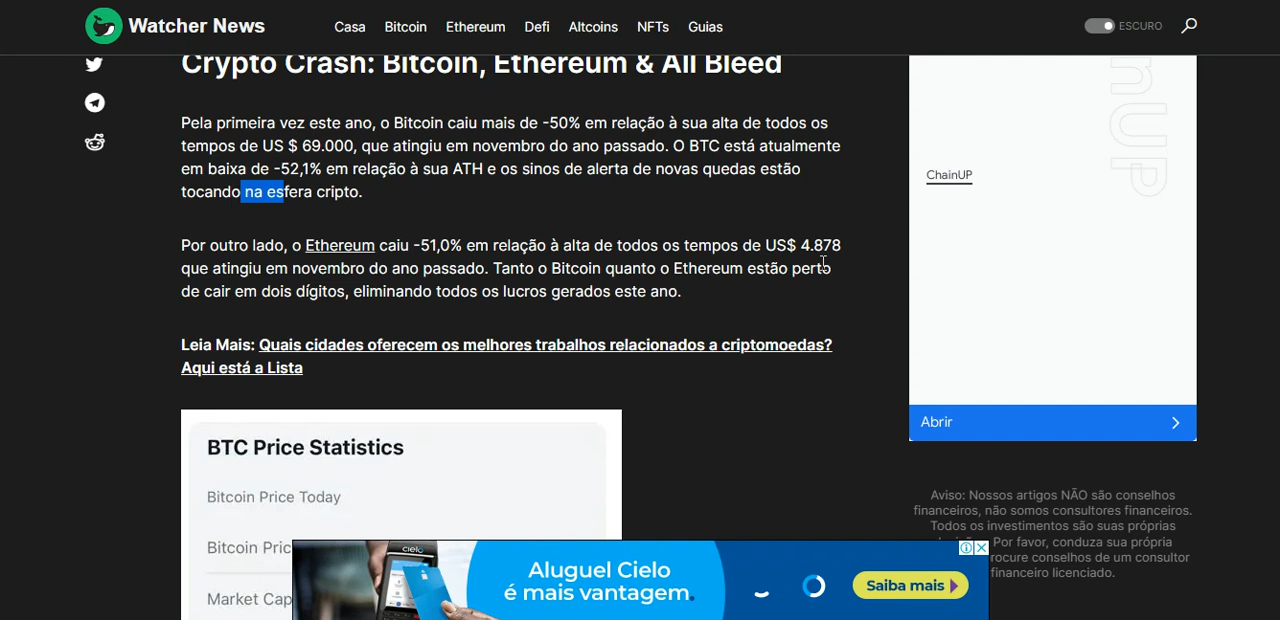 Watcher News
Casa Bitcoin Ethereum Defi Altcoins NFTs Guias
ESCURO
Crypto Crash: Bitcoin, Ethereum & All Bleed
Pela primeira vez este ano, o Bitcoin caiu mais de -50% em relação à sua alta de todos os
tempos de US $ 69.000, que atingiu em novembro do ano passado. O BTC está atualmente
em baixa de -52,1% em relação à sua ATH e os sinos de alerta de novas quedas estão
tocando na esfera cripto.
Por outro lado, o Ethereum caiu -51,0% em relação à alta de todos os tempos de US$ 4.878
que atingiu em novembro do ano passado. Tanto o Bitcoin quanto o Ethereum estão perto
de cair em dois dígitos, eliminando todos os lucros gerados este ano.
Leia Mais: Quais cidades oferecem os melhores trabalhos relacionados a criptomoedas?
Aqui está a Lista
BTC Price Statistics
Bitcoin Price Today
Bitcoin Pric
Market Cap
mUP
ChainUP
Abrir
Aviso: Nossos artigos NÃO são conselhos
financeiros, não somos consultores financeiros.
Todos os investimentos são suas próprias
Por favor, conduza sua própria
rocure conselhos de um consultor
financeiro licenciado.
cielo
Aluguel Cielo
é mais vantagem.
Saiba mais